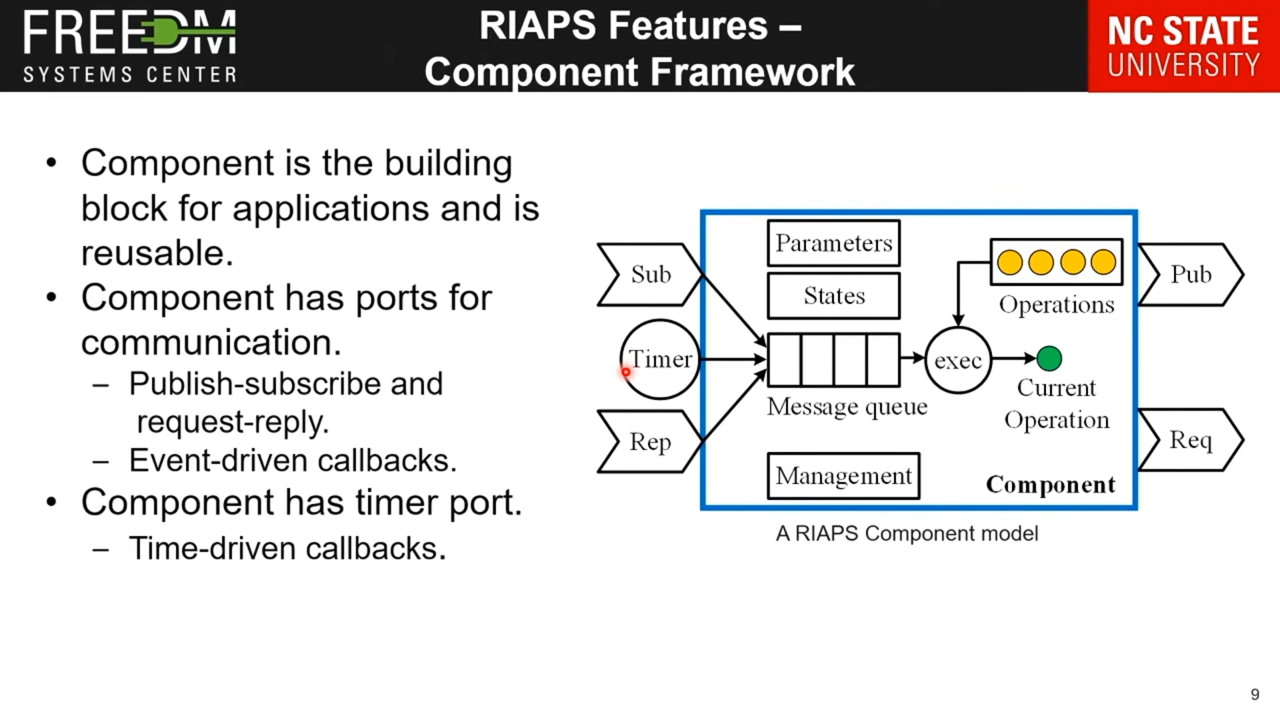 FREEDM
SYSTEMS CENTER
RIAPS Features –
Component Framework
NC STATE
UNIVERSITY
• Component is the building
block for applications and is
reusable.
• Component has ports for
communication.
– Publish-subscribe and
request-reply.
– Event-driven callbacks.
• Component has timer port.
– Time-driven callbacks.
Sub
Timer
Rep
Parameters
States
Message queue
Management
exec
Operations
Current
Operation
Component
Pub
Req
A RIAPS Component model
9